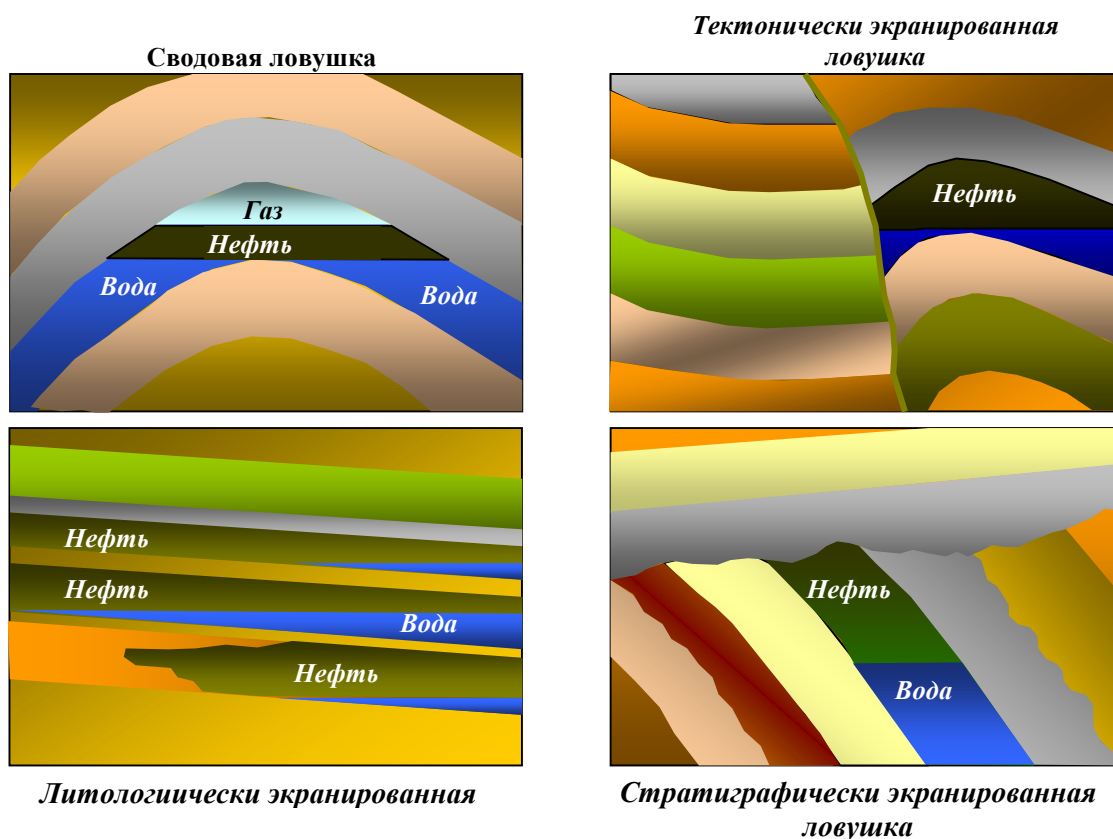 Сводовая ловушка
Газ
Нефть
Вода
Вода
Тектонически экранированная
ловушка
Нефть
Нефть
Нефть
Вода
Нефть
Литологиически экранированная
Нефть
Вода
Стратиграфически экранированная
ловушка